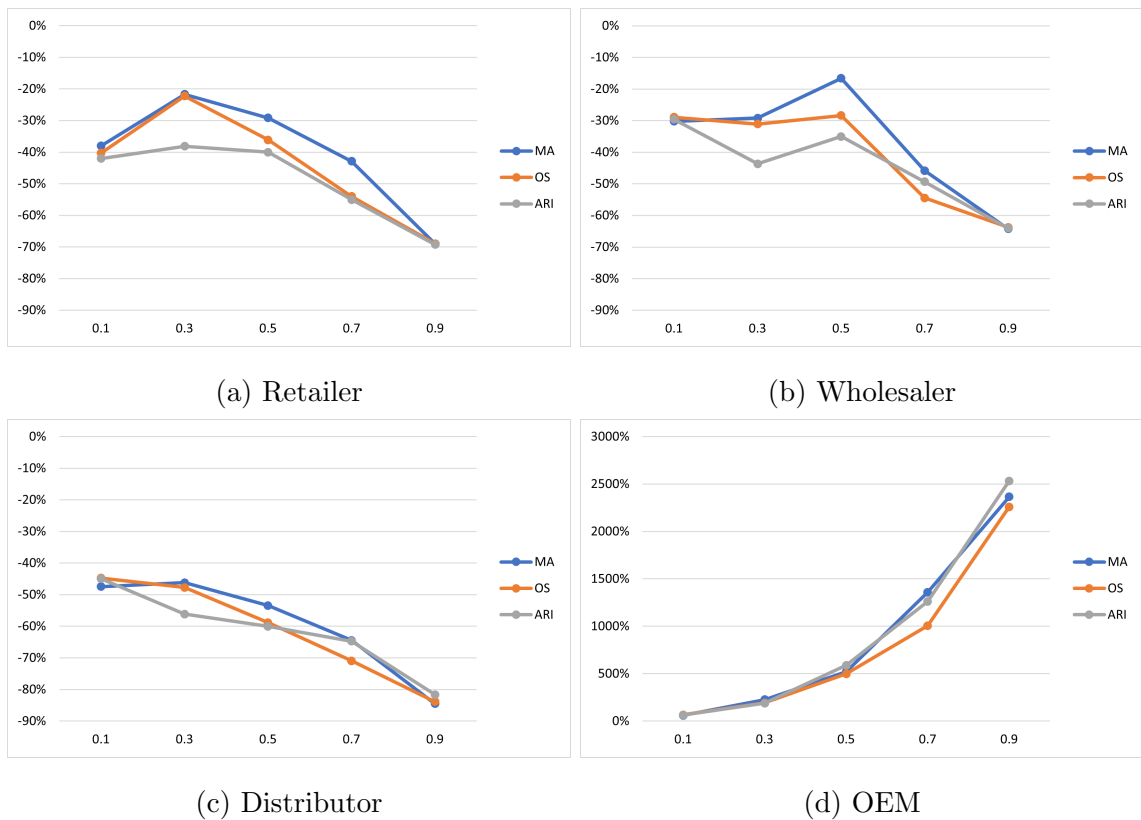 0%
-10%
-20%
-30%
-40%
-50%
-60%
-70%
-80%
-90%
0.1 0.3 0.5 0.7 0.9
MA
OS
ARI
(a) Retailer
0%
-10%
-20%
-30%
-40%
-50%
-60%
-70%
-80%
-90%
0.1 0.3 0.5 0.7 0.9
MA
OS
ARI
(b) Wholesaler
0%
-10%
-20%
-30%
-40%
-50%
-60%
-70%
-80%
-90%
0.1 0.3 0.5 0.7 0.9
MA
OS
ARI
(c) Distributor
3000%
2500%
2000%
1500%
1000%
500%
0%
0.1 0.3 0.5 0.7 0.9
MA
OS
ARI
(d) OEM